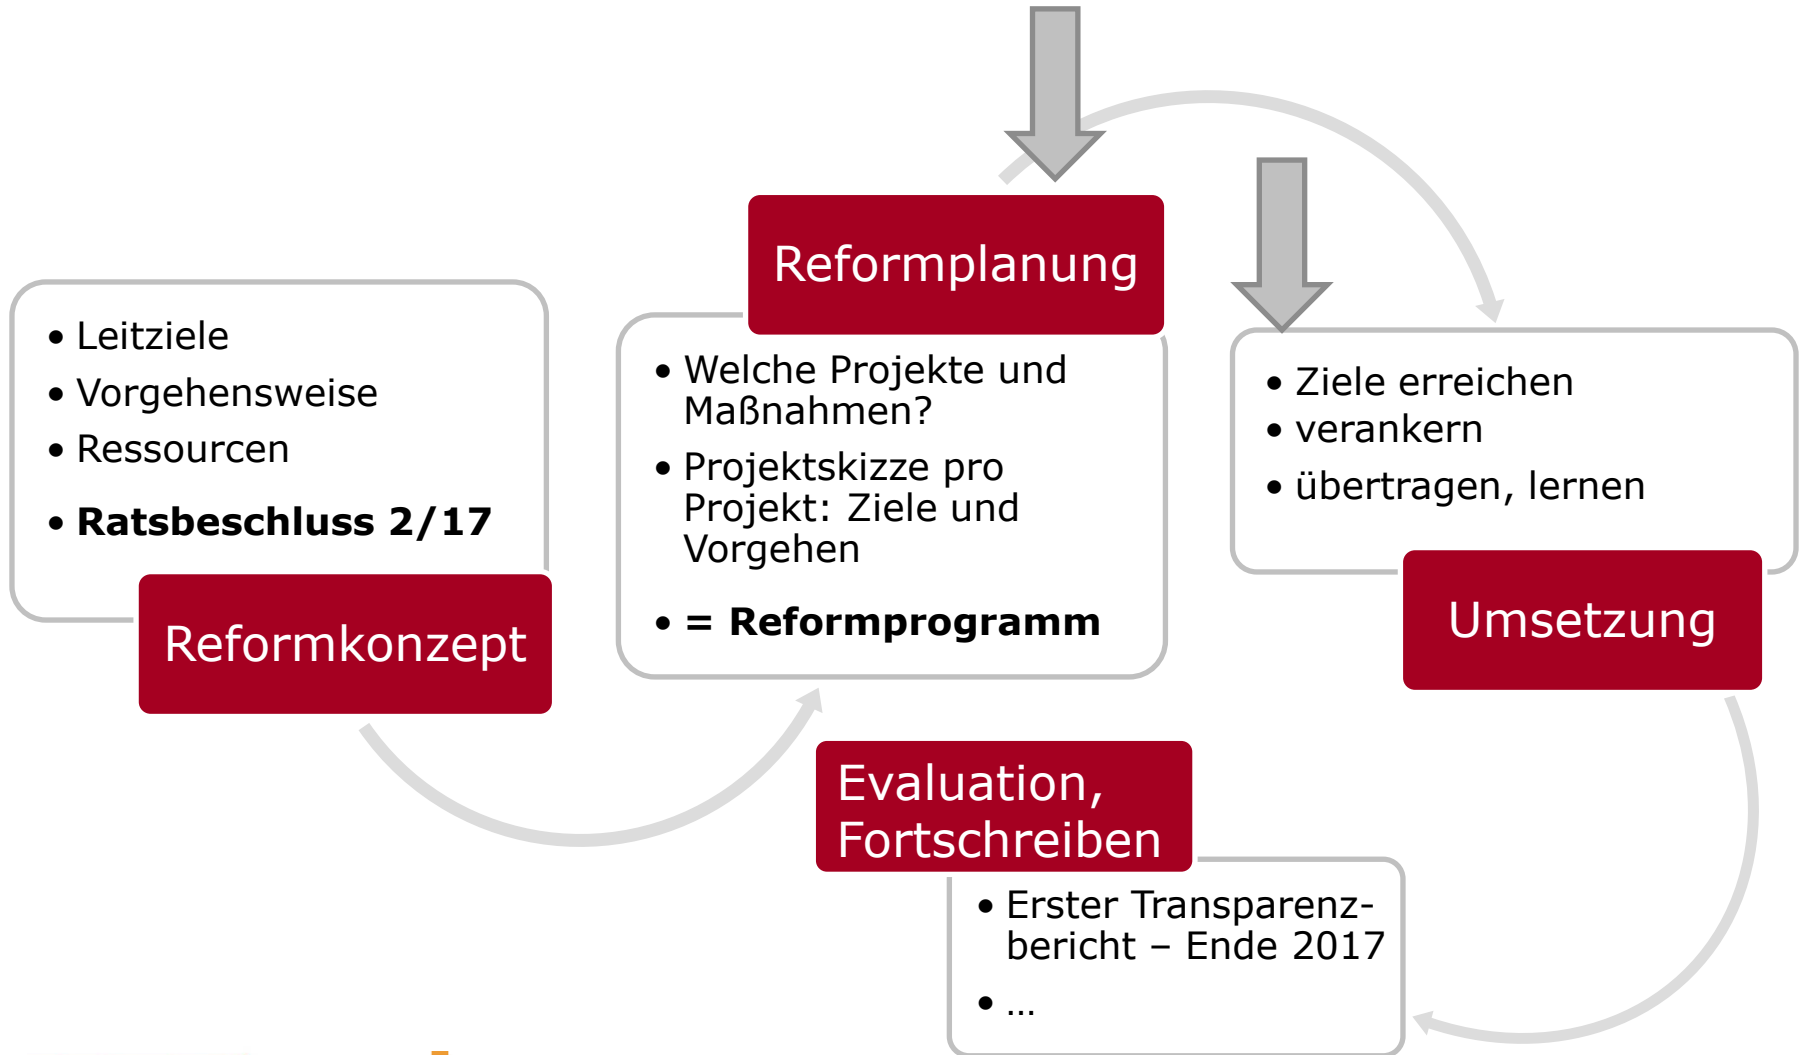 • Leitziele
• Vorgehensweise
• Ressourcen
• Ratsbeschluss 2/17
Reformkonzept
Reformplanung
• Welche Projekte und
Maßnahmen?
• Projektskizze pro
Projekt: Ziele und
Vorgehen
• = Reformprogramm
• Ziele erreichen
• verankern
• übertragen, lernen
Umsetzung
Evaluation,
Fortschreiben
• Erster Transparenz-
bericht – Ende 2017
• …